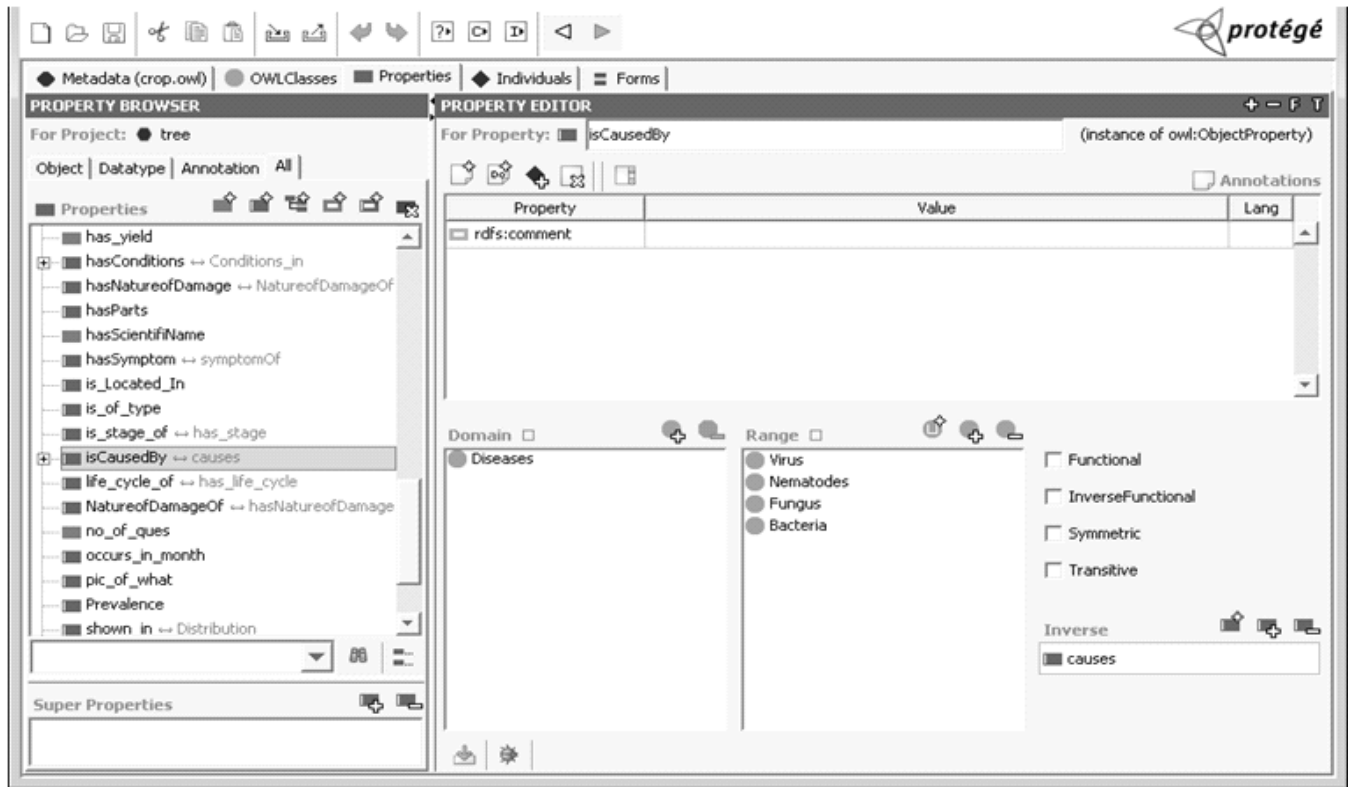 protégé
Metadata (crop.owl) OWLClasses Properties Individuals Forms
PROPERTY BROWSER
For Project: tree
Object Datatype Annotation All
Properties
has_yield
hasConditions ↔ Conditions_in
hasNatureofDamage ↔ NatureofDamageOf
hasParts
hasScientifiName
hasSymptom ↔ symptomOf
is_Located_In
is_of_type
is_stage_of ↔ has_stage
isCausedBy ↔ causes
life_cycle_of ↔ has_life_cycle
NatureofDamageOf ↔ hasNatureofDamage
no_of_ques
occurs_in_month
pic_of_what
Prevalence
shown_in ↔ Distribution
Super Properties
PROPERTY EDITOR
F T
For Property: isCausedBy (instance of owl:ObjectProperty)
Annotations
Property Value Lang
rdfs:comment
Domain
Diseases
Range
Virus
Nematodes
Fungus
Bacteria
Functional
InverseFunctional
Symmetric
Transitive
Inverse
causes